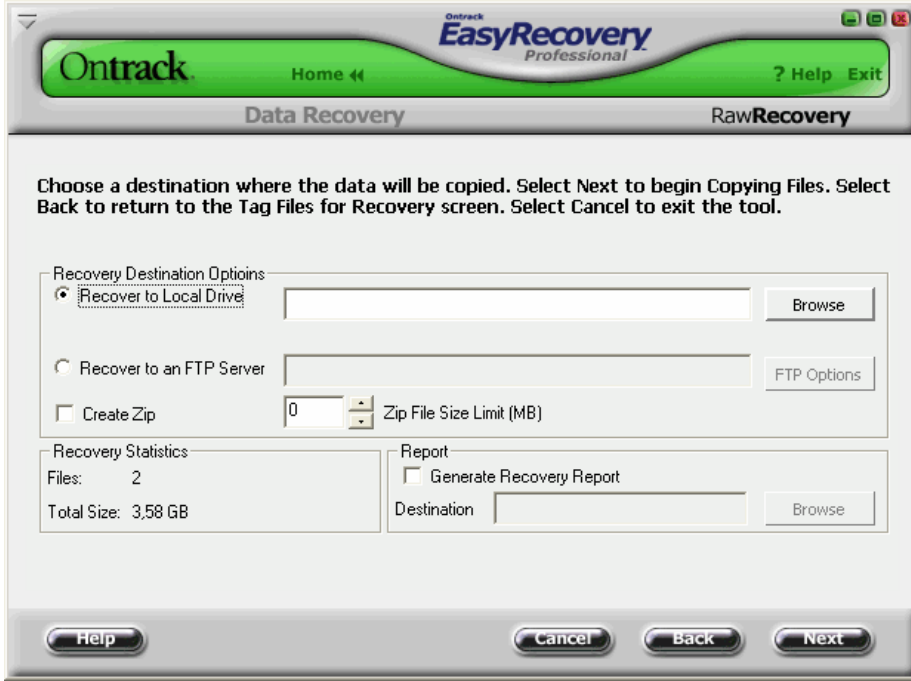 Ontrack
EasyRecovery
Professional
Ontrack.
Home
? Help Exit
Data Recovery
RawRecovery
Choose a destination where the data will be copied. Select Next to begin Copying Files. Select
Back to return to the Tag Files for Recovery screen. Select Cancel to exit the tool.
Recovery Destination Optioins
Recover to Local Drive
Browse
Recover to an FTP Server
FTP Options
Create Zip
0
Zip File Size Limit (MB)
Recovery Statistics
Files: 2
Total Size: 3,58 GB
Report
Generate Recovery Report
Destination
Browse
Help
Cancel
Back
Next